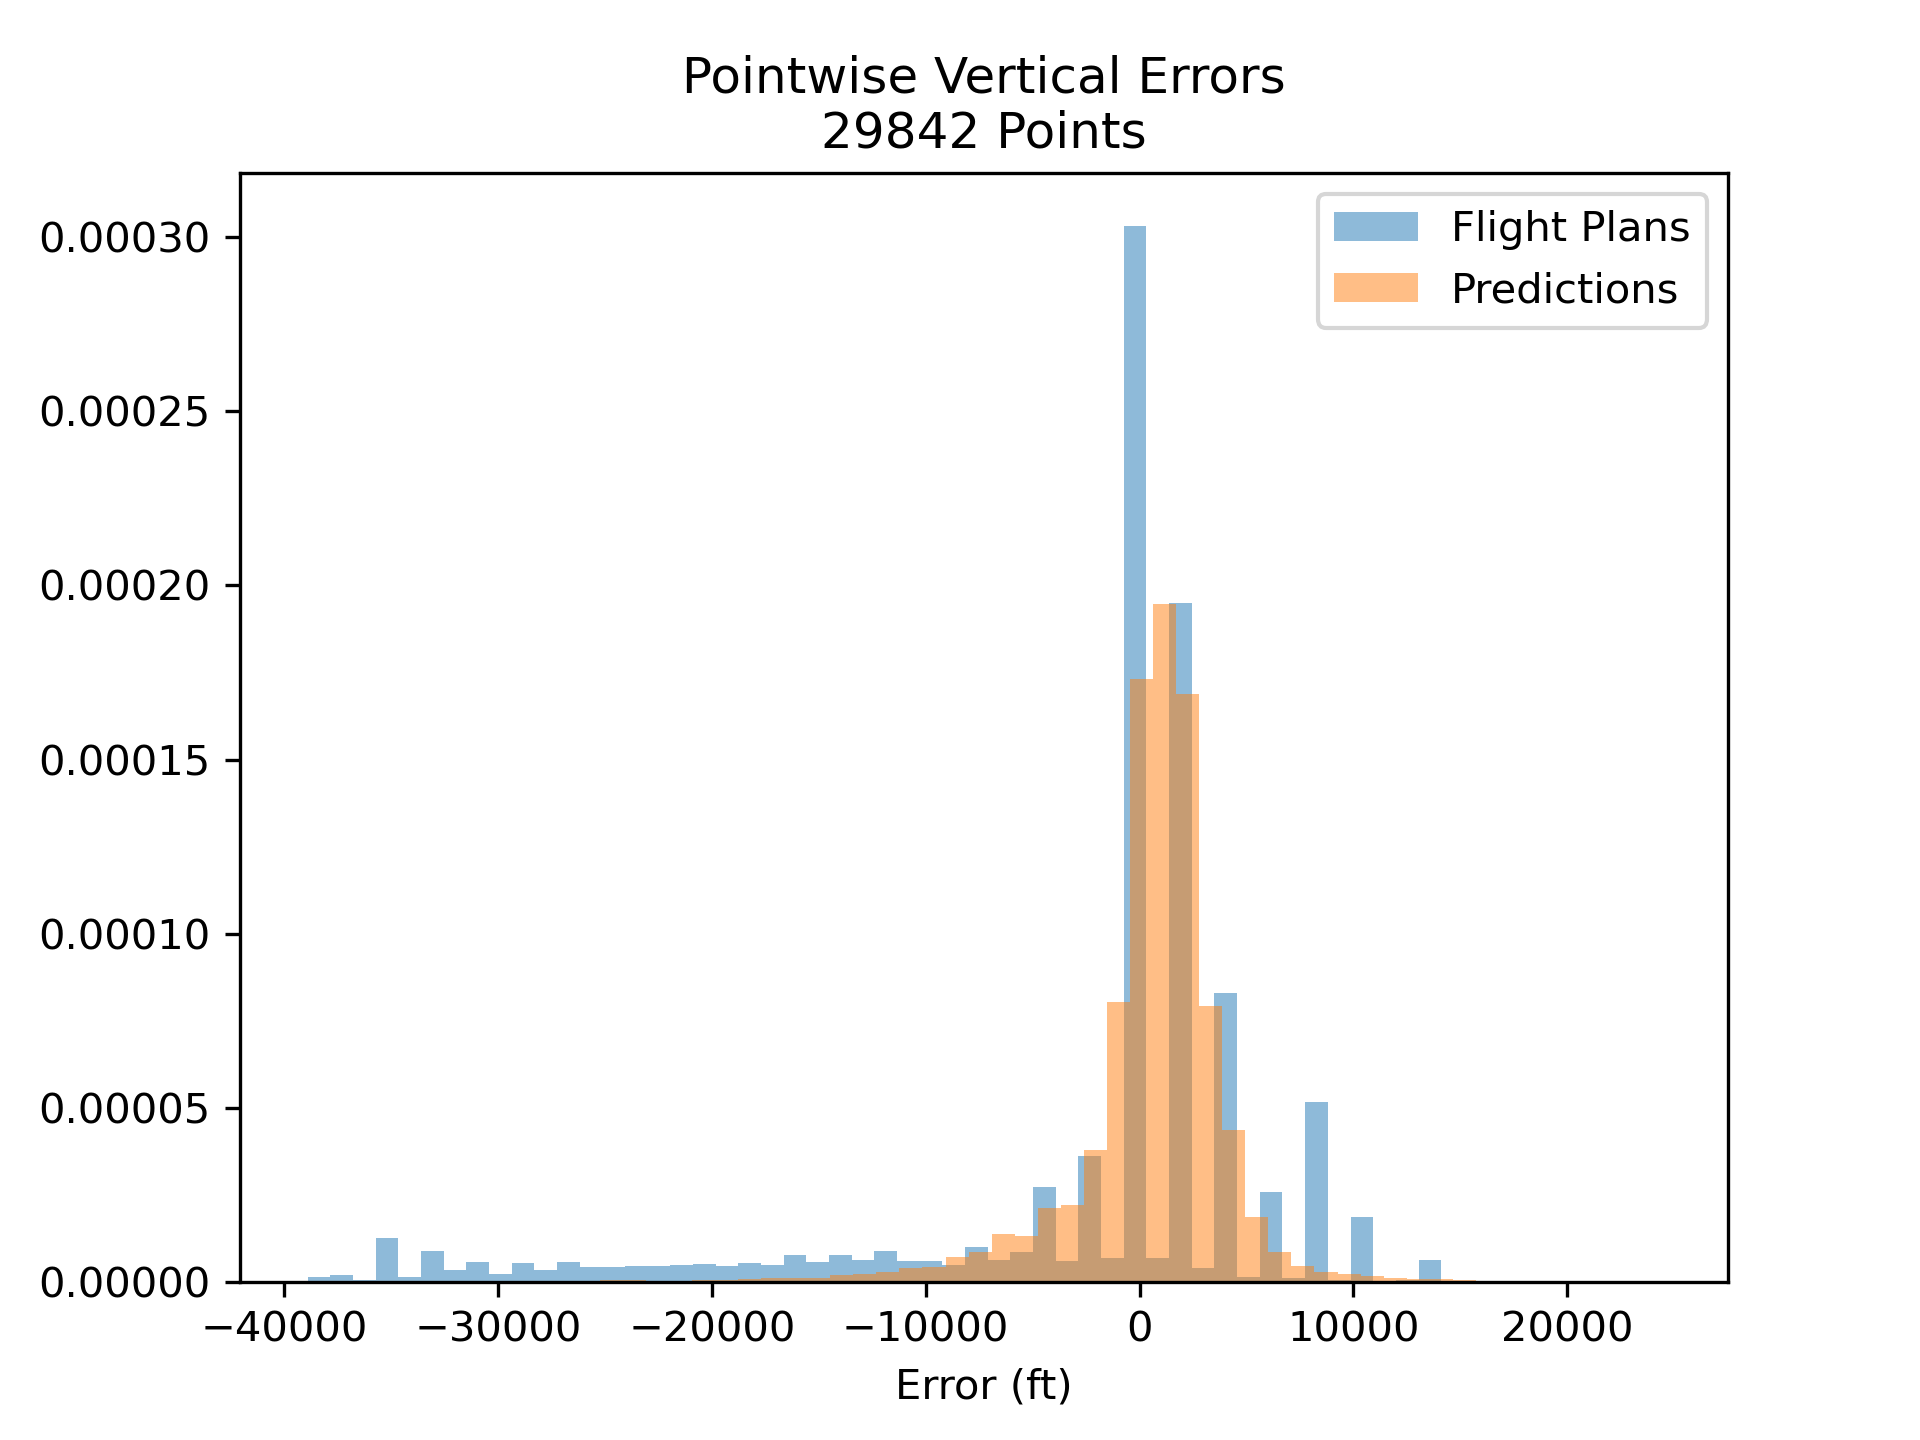 Pointwise Vertical Errors
29842 Points
Flight Plans
Predictions
0.00030
0.00025
0.00020
0.00015
0.00010
0.00005
0.00000
−40000 −30000 −20000 −10000 0 10000 20000
Error (ft)